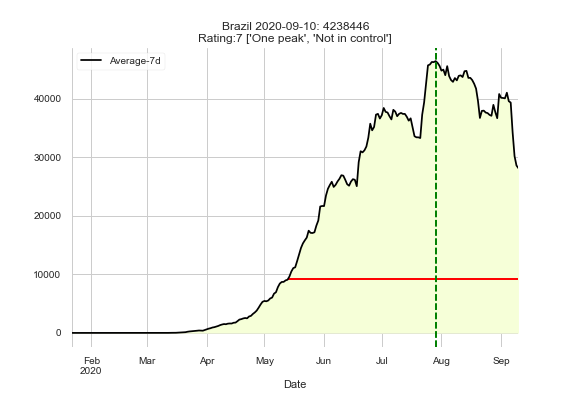 Brazil 2020-09-10: 4238446
Rating:7 ['One peak', 'Not in control']
Average-7d
40000
30000
20000
10000
0
Feb Mar Apr May Jun Jul Aug Sep
2020
Date